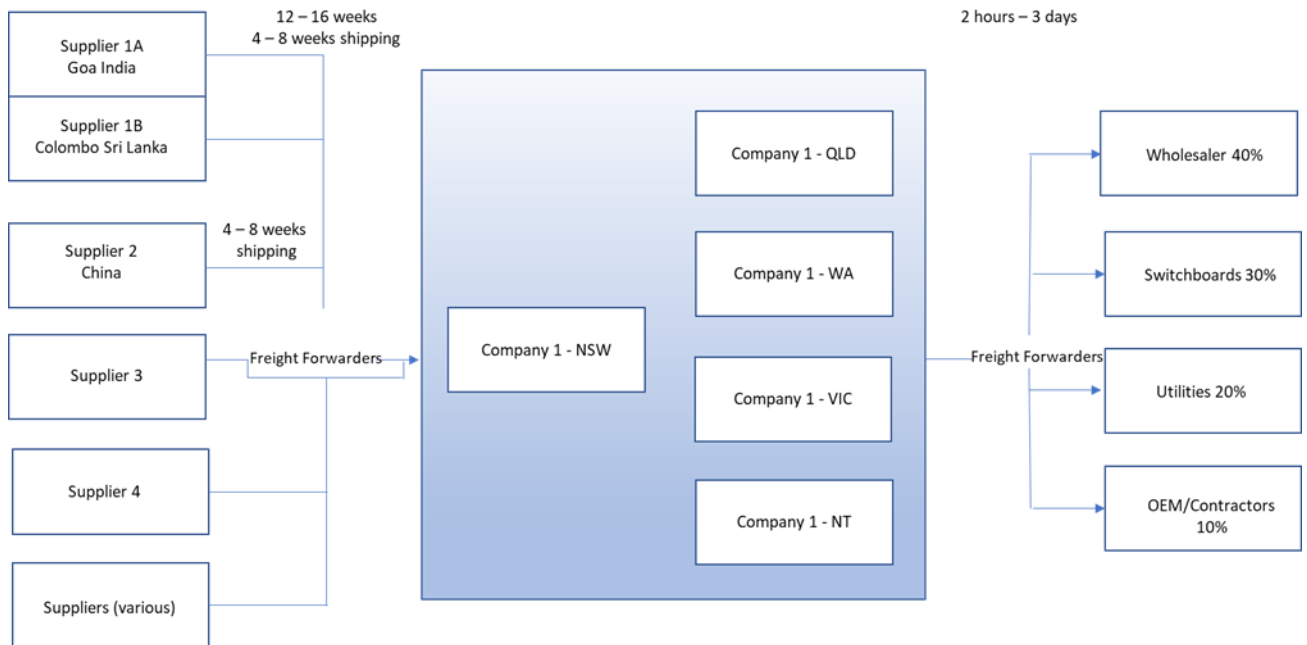 12 – 16 weeks
4 – 8 weeks shipping
2 hours – 3 days
Supplier 1A
Goa India
Supplier 1B
Colombo Sri Lanka
Supplier 2
China
4 – 8 weeks
shipping
Supplier 3
Freight Forwarders
Supplier 4
Suppliers (various)
Company 1 - NSW
Company 1 - QLD
Company 1 - WA
Company 1 - VIC
Company 1 - NT
Freight Forwarders
Wholesaler 40%
Switchboards 30%
Utilities 20%
OEM/Contractors
10%